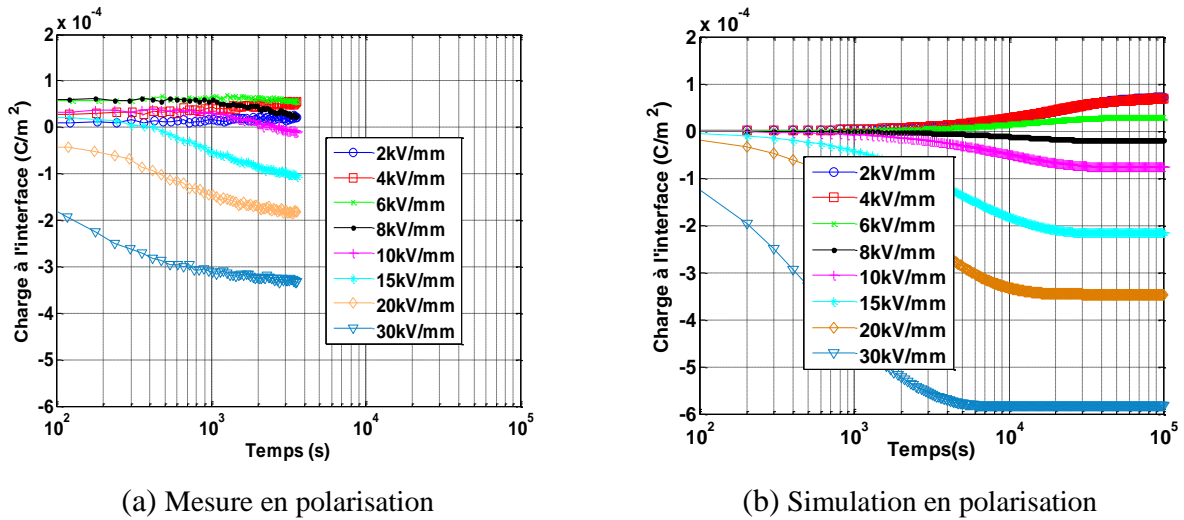 x 10^-4
2
1
0
-1
-2
-3
-4
-5
-6
Charge à l'interface (C/m^2)
10^2
10^3
10^4
10^5
Temps (s)
2kV/mm
4kV/mm
6kV/mm
8kV/mm
10kV/mm
15kV/mm
20kV/mm
30kV/mm
(a) Mesure en polarisation
x 10^-4
2
1
0
-1
-2
-3
-4
-5
-6
Charge à l'interface (C/m^2)
10^2
10^3
10^4
10^5
Temps(s)
2kV/mm
4kV/mm
6kV/mm
8kV/mm
10kV/mm
15kV/mm
20kV/mm
30kV/mm
(b) Simulation en polarisation